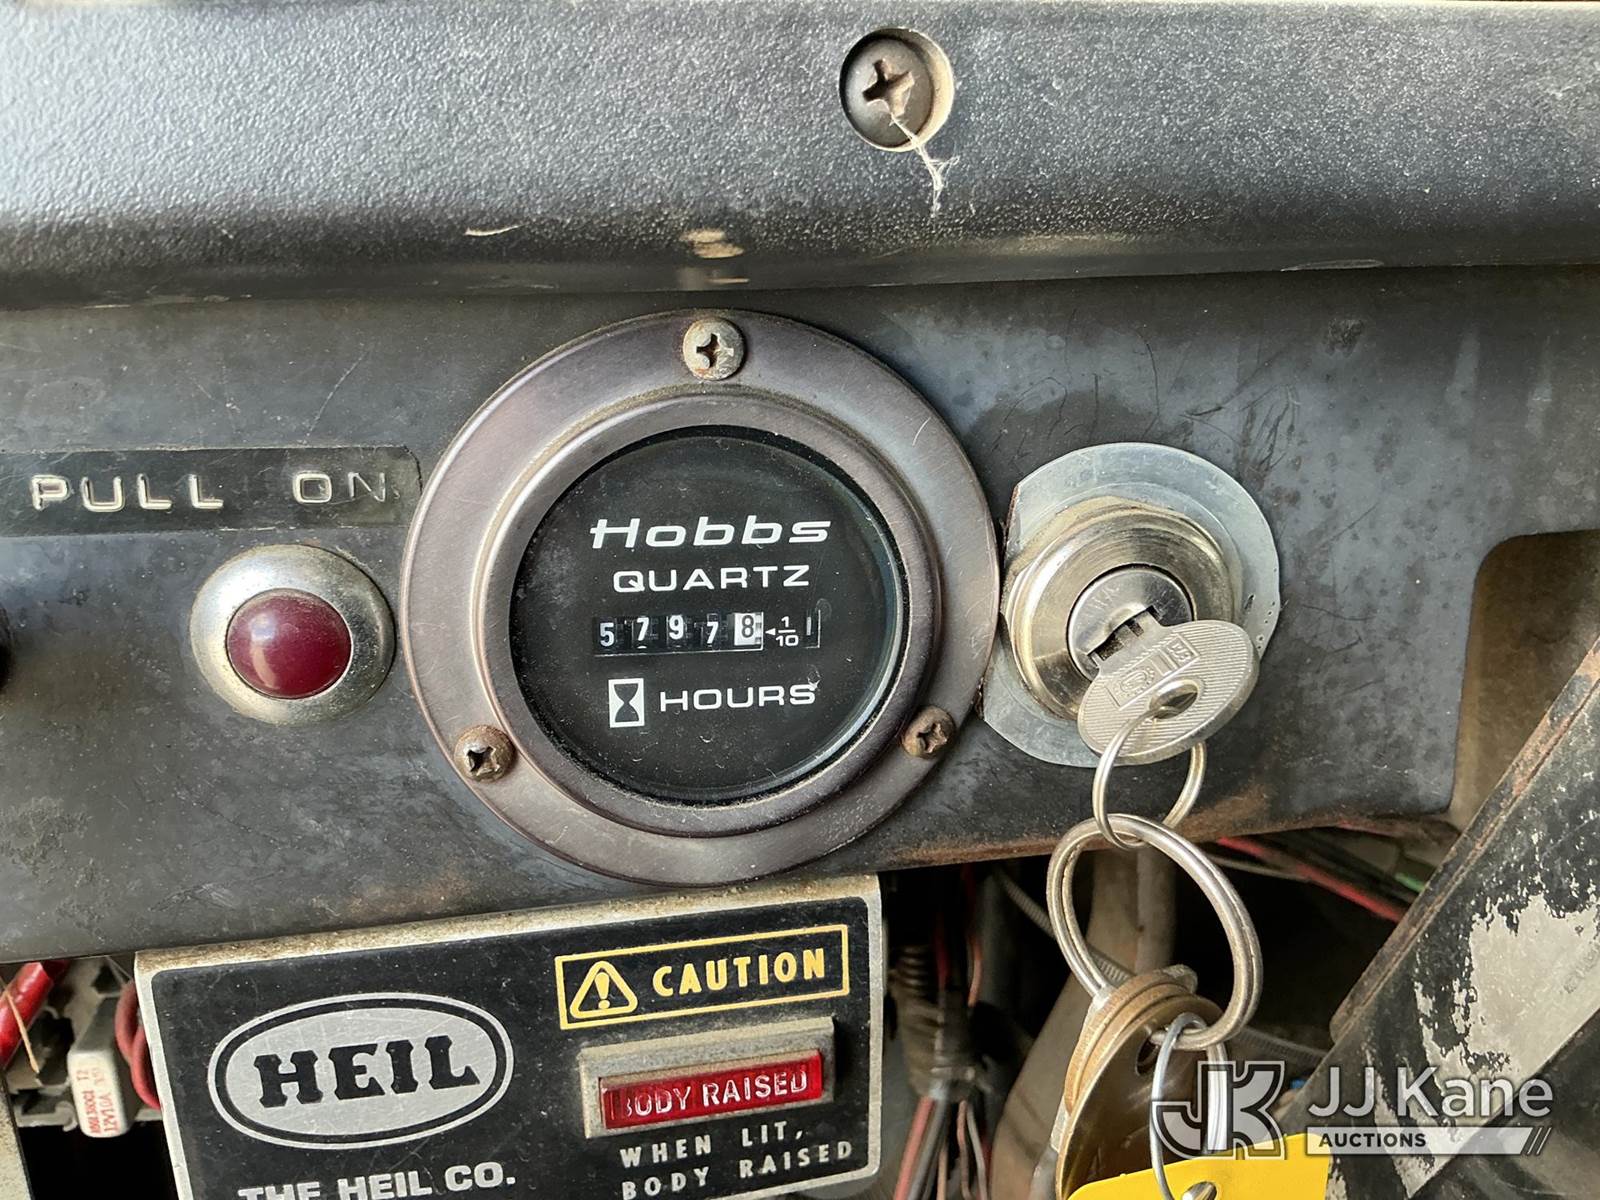 PULL ON
Hobbs
QUARTZ
57978 1/10
HOURS
CAUTION
HEIL
BODY RAISED
WHEN LIT,
BODY RAISED
THE HEIL CO.
JJ Kane
AUCTIONS